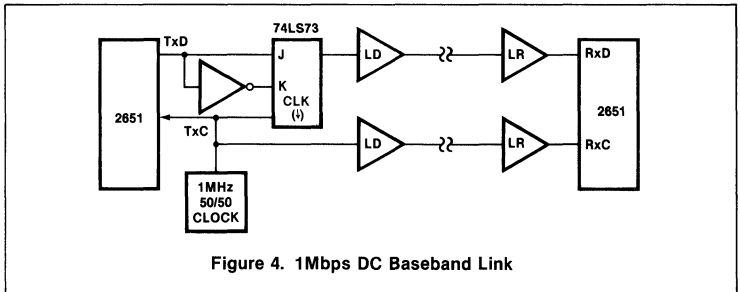 74LS73
TxD
J
LD
LR
RxD
K
2651
CLK
(↓)
2651
TxC
LD
LR
RxC
1MHz
50/50
CLOCK
Figure 4. 1Mbps DC Baseband Link